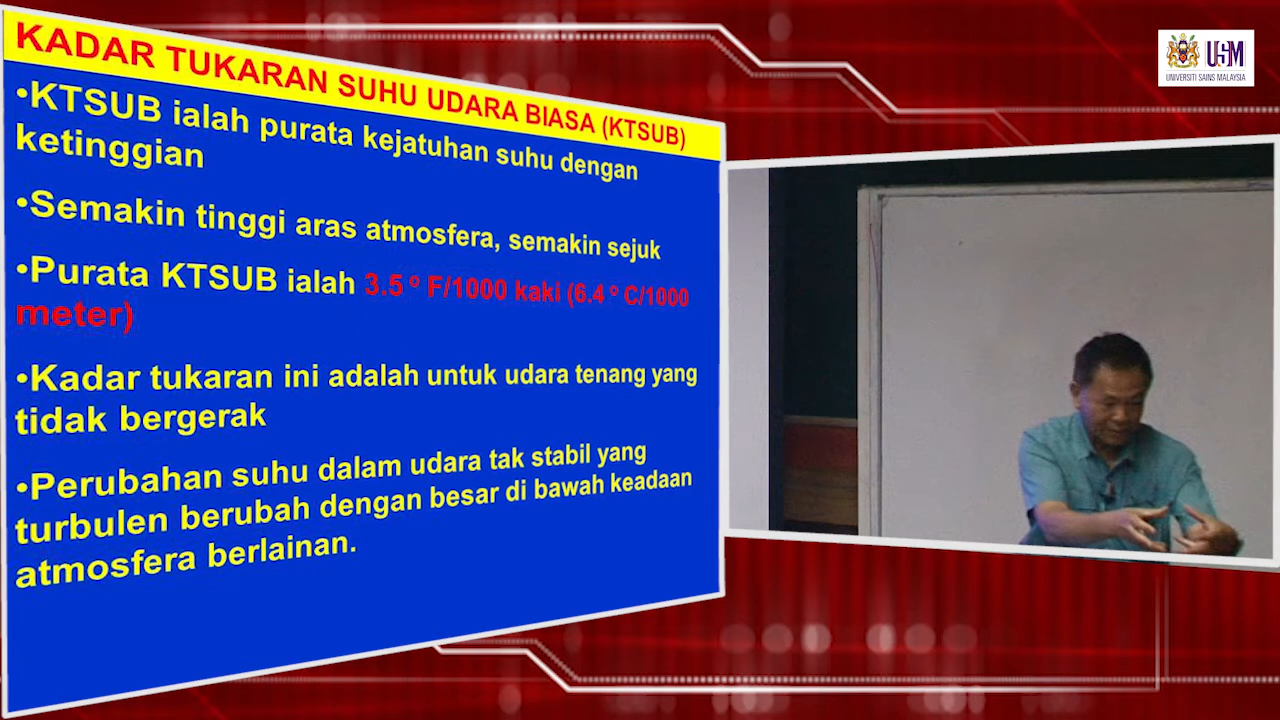 KADAR TUKARAN SUHU UDARA BIASA (KTSUB)
•KTSUB ialah purata kejatuhan suhu dengan
ketinggian
•Semakin tinggi aras atmosfera, semakin sejuk
•Purata KTSUB ialah 3.5 º F/1000 kaki (6.4 º C/1000
meter)
•Kadar tukaran ini adalah untuk udara tenang yang
tidak bergerak
•Perubahan suhu dalam udara tak stabil yang
turbulen berubah dengan besar di bawah keadaan
atmosfera berlainan.
USM
UNIVERSITI SAINS MALAYSIA